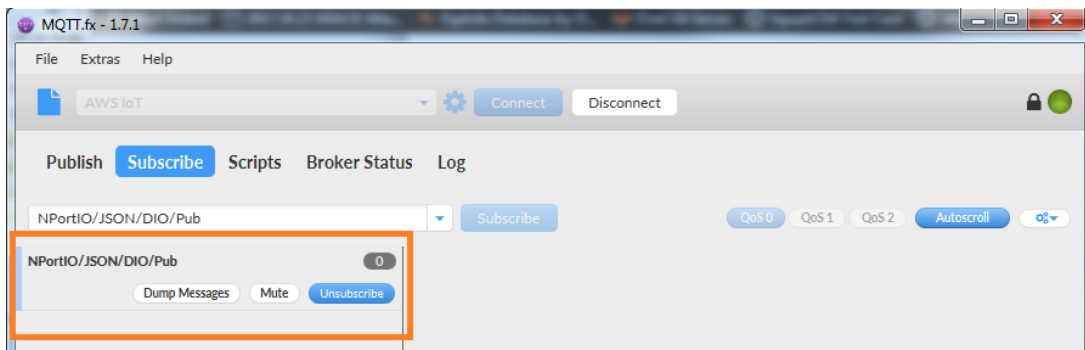 MQTT.fx - 1.7.1
File Extras Help
AWS IoT Connect Disconnect
Publish Subscribe Scripts Broker Status Log
NPortIO/JSON/DIO/Pub Subscribe QoS 0 QoS 1 QoS 2 Autoscroll
NPortIO/JSON/DIO/Pub 0
Dump Messages Mute Unsubscribe